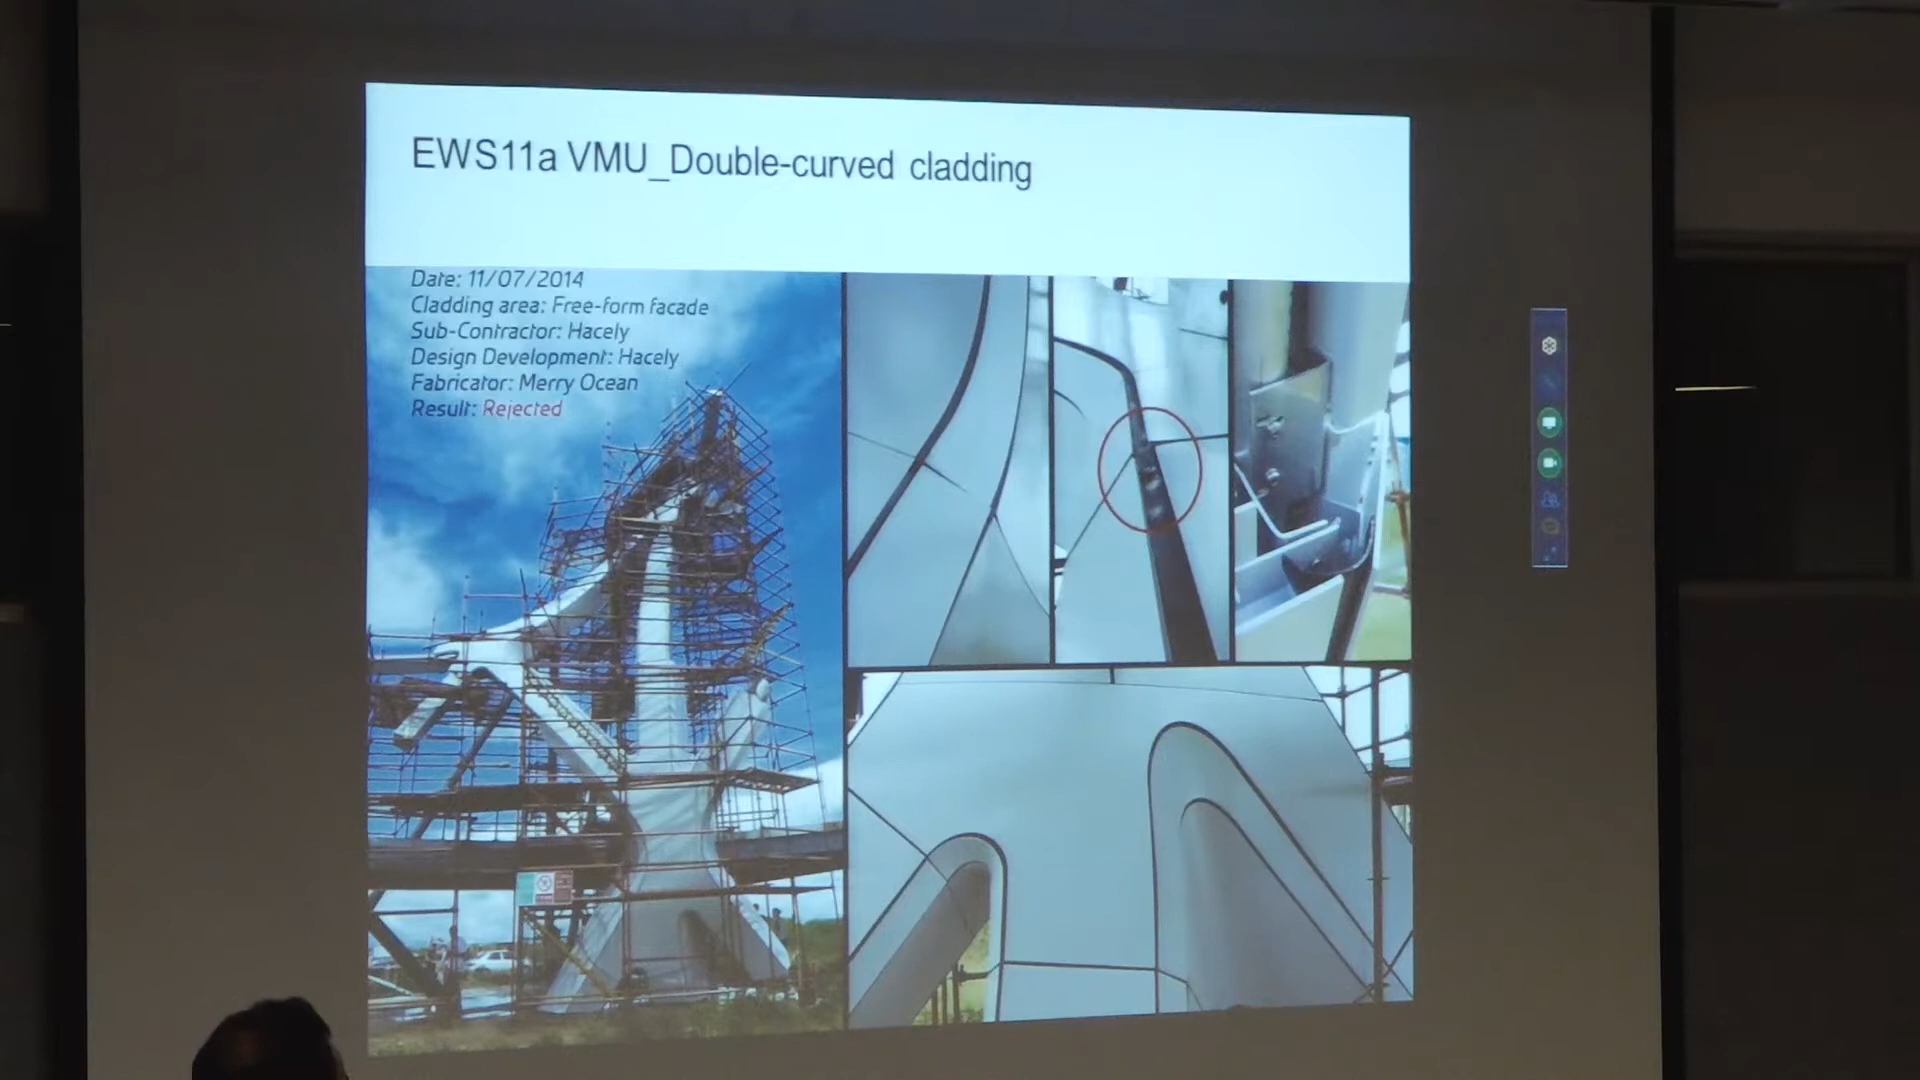 EWS11a VMU_Double-curved cladding
Date: 11/07/2014
Cladding area: Free-form facade
Sub-Contractor: Hacely
Design Development: Hacely
Fabricator: Merry Ocean
Result: Rejected